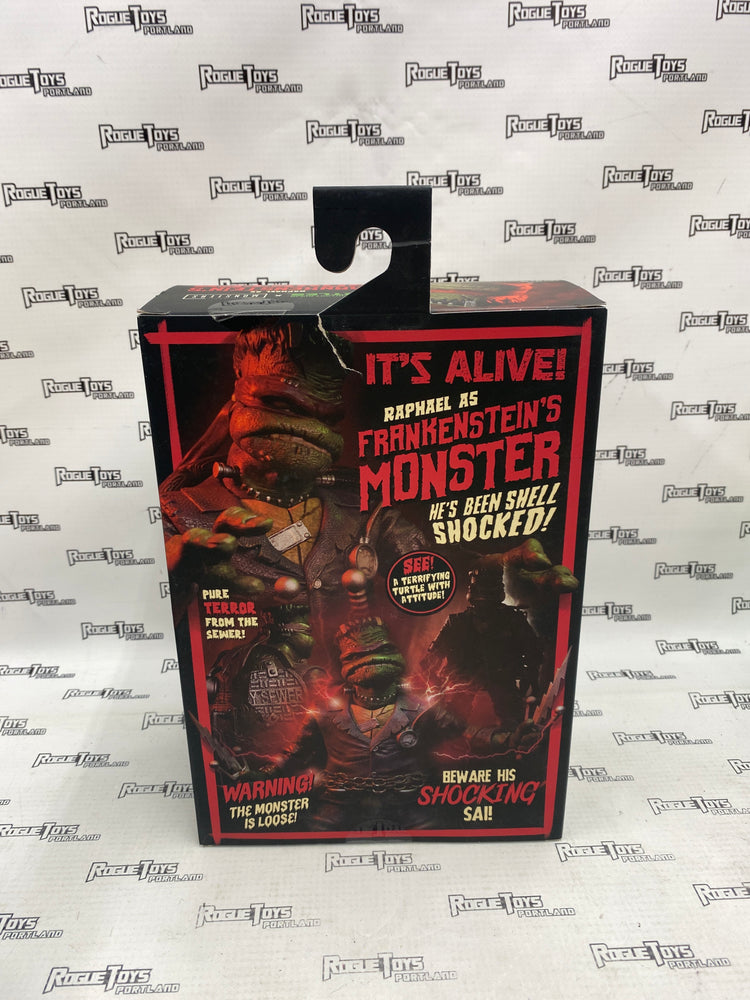 IT'S ALIVE!
RAPHAEL AS
FRANKENSTEIN'S
MONSTER
HE'S BEEN SHELL
SHOCKED!
SEE!
A TERRIFYING
TURTLE WITH
ATTITUDE!
PURE
TERROR
FROM THE
SEWER!
Y SEWER
WARNING!
THE MONSTER
IS LOOSE!
BEWARE HIS
SHOCKING
SAI!
ROGUE TOYS
PORTLAND